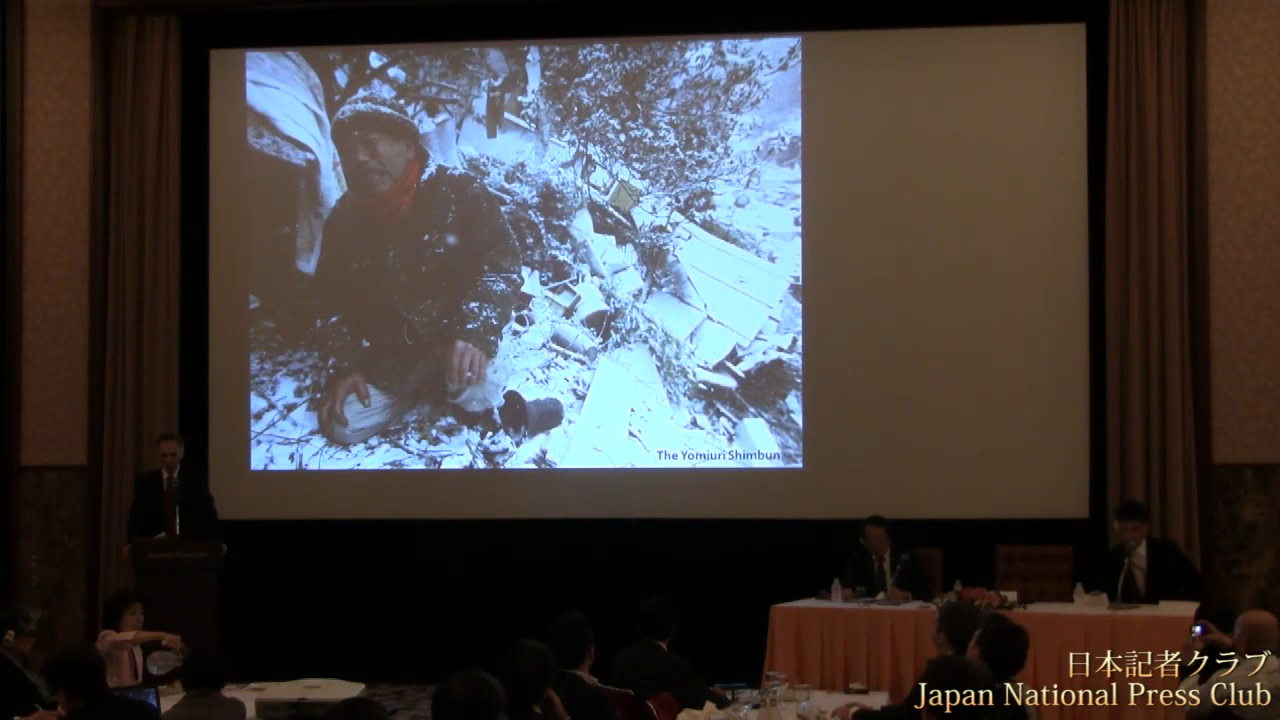 The Yomiuri Shimbun
日本記者クラブ
Japan National Press Club